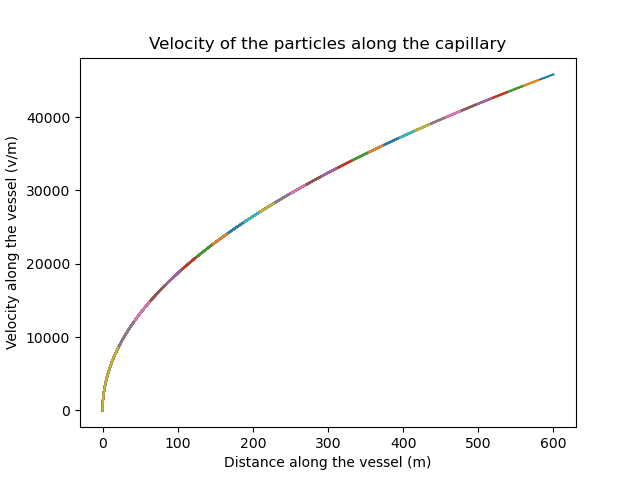 Velocity of the particles along the capillary
Velocity along the vessel (v/m)
40000
30000
20000
10000
0
0 100 200 300 400 500 600
Distance along the vessel (m)